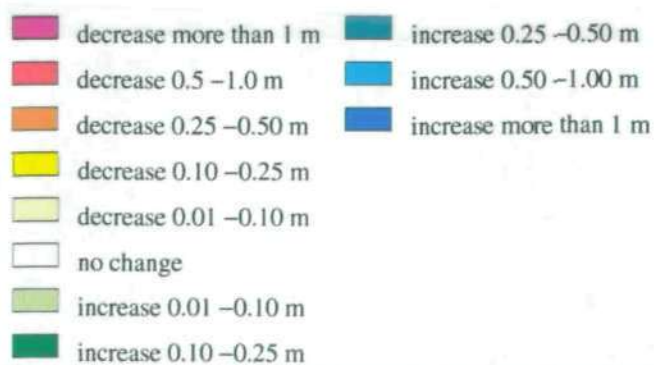 decrease more than 1 m
decrease 0.5 –1.0 m
decrease 0.25 –0.50 m
decrease 0.10 –0.25 m
decrease 0.01 –0.10 m
no change
increase 0.01 –0.10 m
increase 0.10 –0.25 m
increase 0.25 –0.50 m
increase 0.50 –1.00 m
increase more than 1 m